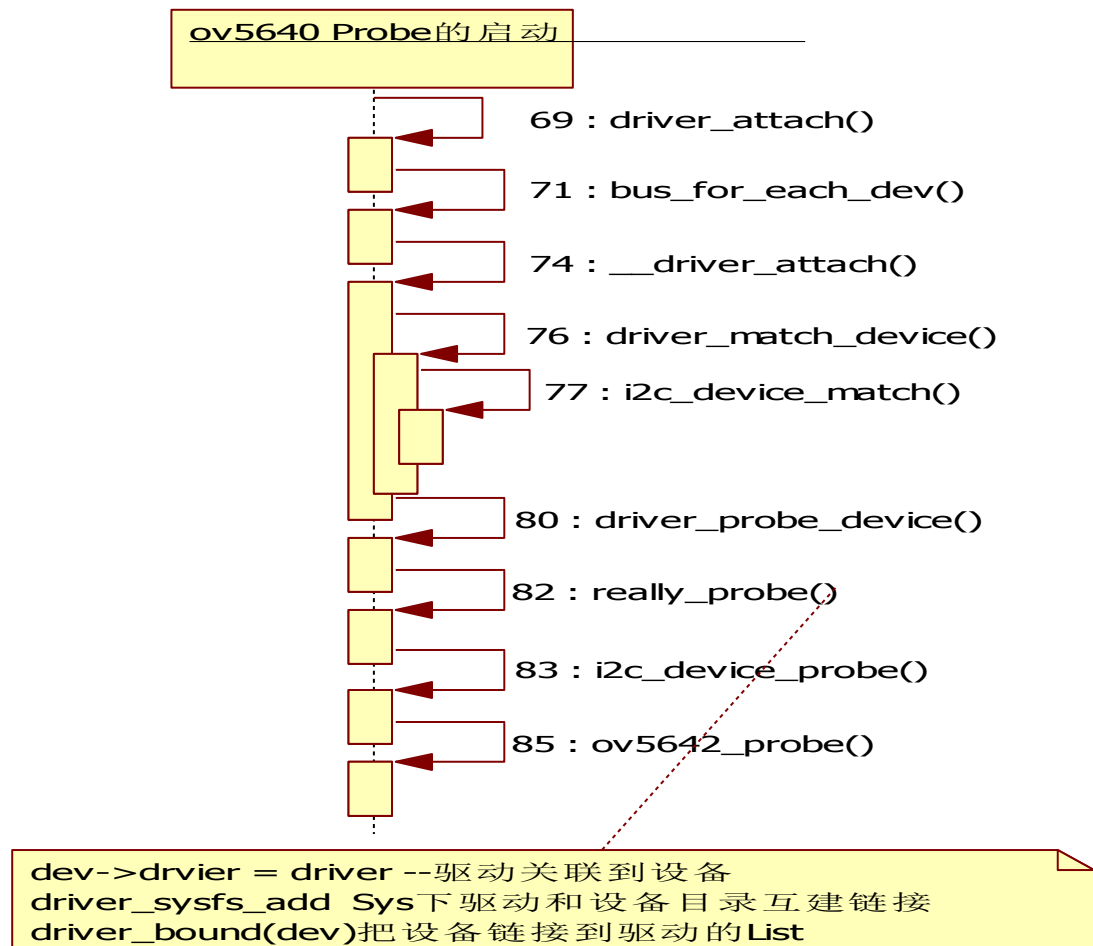 ov5640 Probe的启动
69 : driver_attach()
71 : bus_for_each_dev()
74 : __driver_attach()
76 : driver_match_device()
77 : i2c_device_match()
80 : driver_probe_device()
82 : really_probe()
83 : i2c_device_probe()
85 : ov5642_probe()
dev->drvier = driver --驱动关联到设备
driver_sysfs_add Sys下驱动和设备目录互建链接
driver_bound(dev)把设备链接到驱动的List